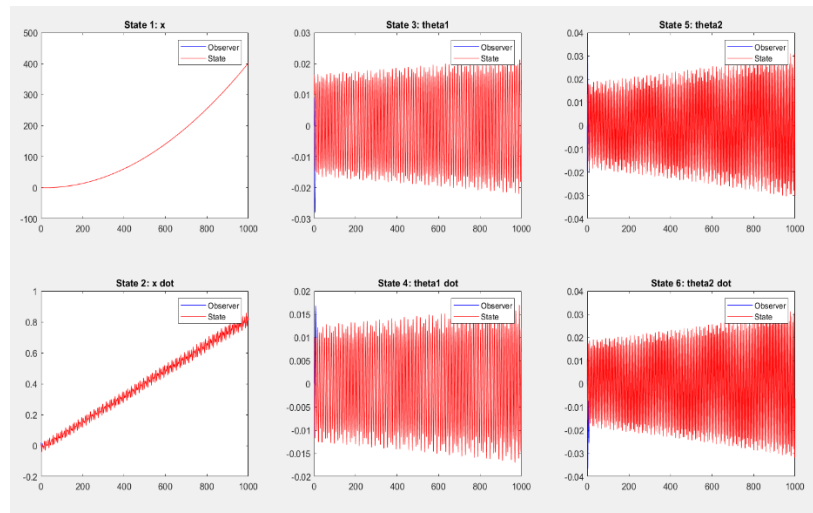 State 1: x
500
400
300
200
100
0
-100
0 200 400 600 800 1000
Observer
State
State 3: theta1
0.03
0.02
0.01
0
-0.01
-0.02
-0.03
0 200 400 600 800 1000
Observer
State
State 5: theta2
0.04
0.03
0.02
0.01
0
-0.01
-0.02
-0.03
-0.04
0 200 400 600 800 1000
Observer
State
State 2: x dot
1
0.8
0.6
0.4
0.2
0
-0.2
0 200 400 600 800 1000
Observer
State
State 4: theta1 dot
0.02
0.015
0.01
0.005
0
-0.005
-0.01
-0.015
-0.02
0 200 400 600 800 1000
Observer
State
State 6: theta2 dot
0.04
0.03
0.02
0.01
0
-0.01
-0.02
-0.03
-0.04
0 200 400 600 800 1000
Observer
State